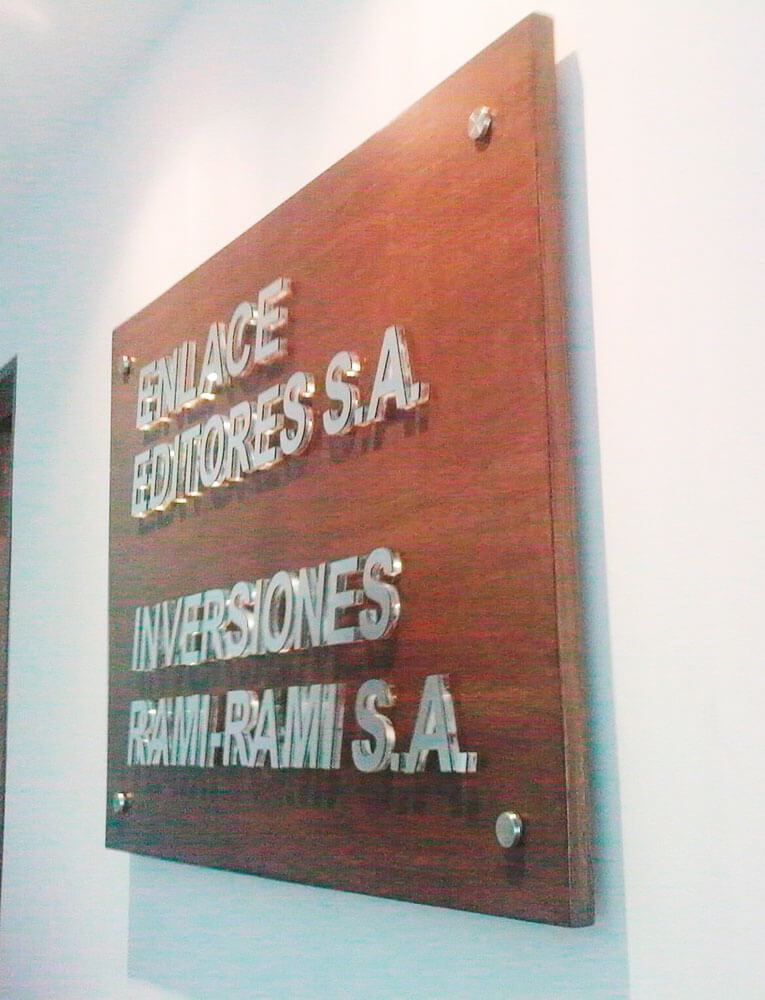 ENLACE
EDITORES S.A.
INVERSIONES
RAMI-RAMI S.A.